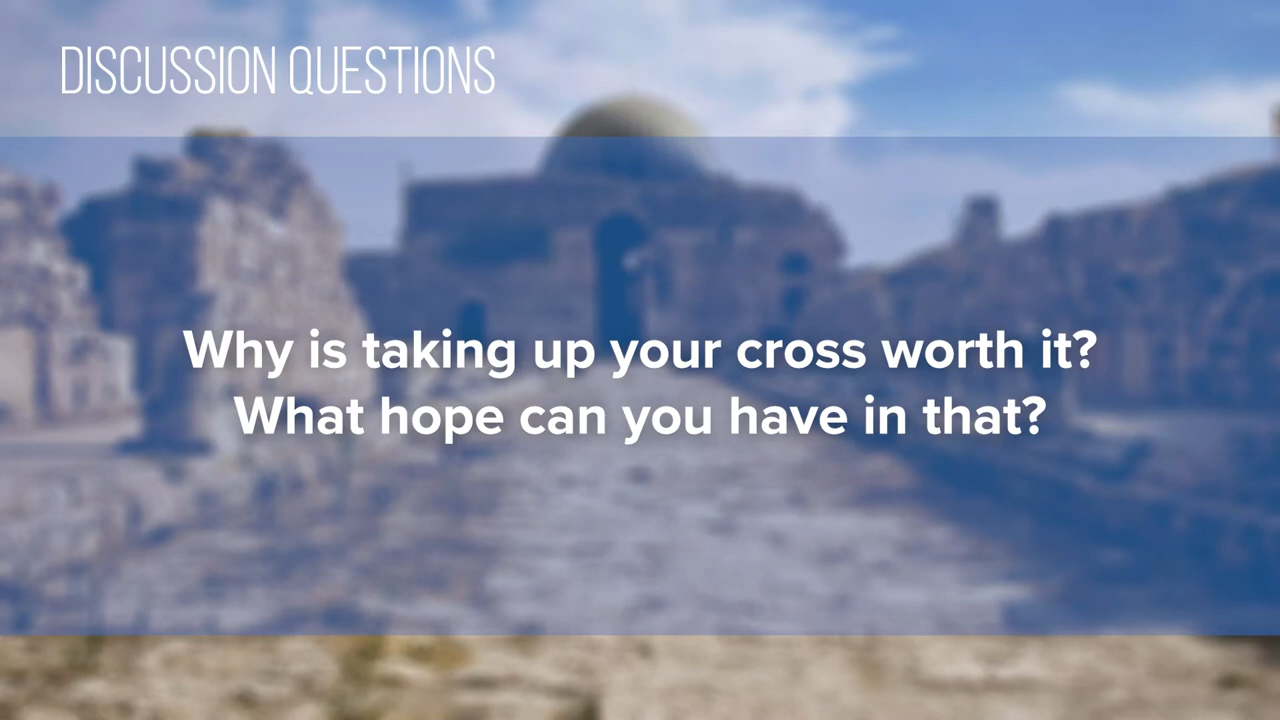 DISCUSSION QUESTIONS
Why is taking up your cross worth it?
What hope can you have in that?